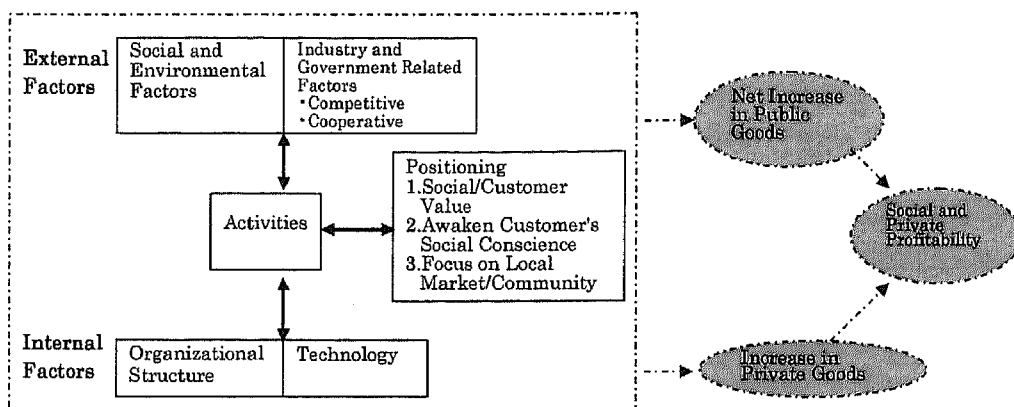 External
Factors
Social and
Environmental
Factors
Industry and
Government Related
Factors
・Competitive
・Cooperative
Activities
Positioning
1.Social/Customer
Value
2.Awaken Customer's
Social Conscience
3.Focus on Local
Market/Community
Internal
Factors
Organizational
Structure
Technology
Net Increase
in Public
Goods
Social and
Private
Profitability
Increase in
Private Goods